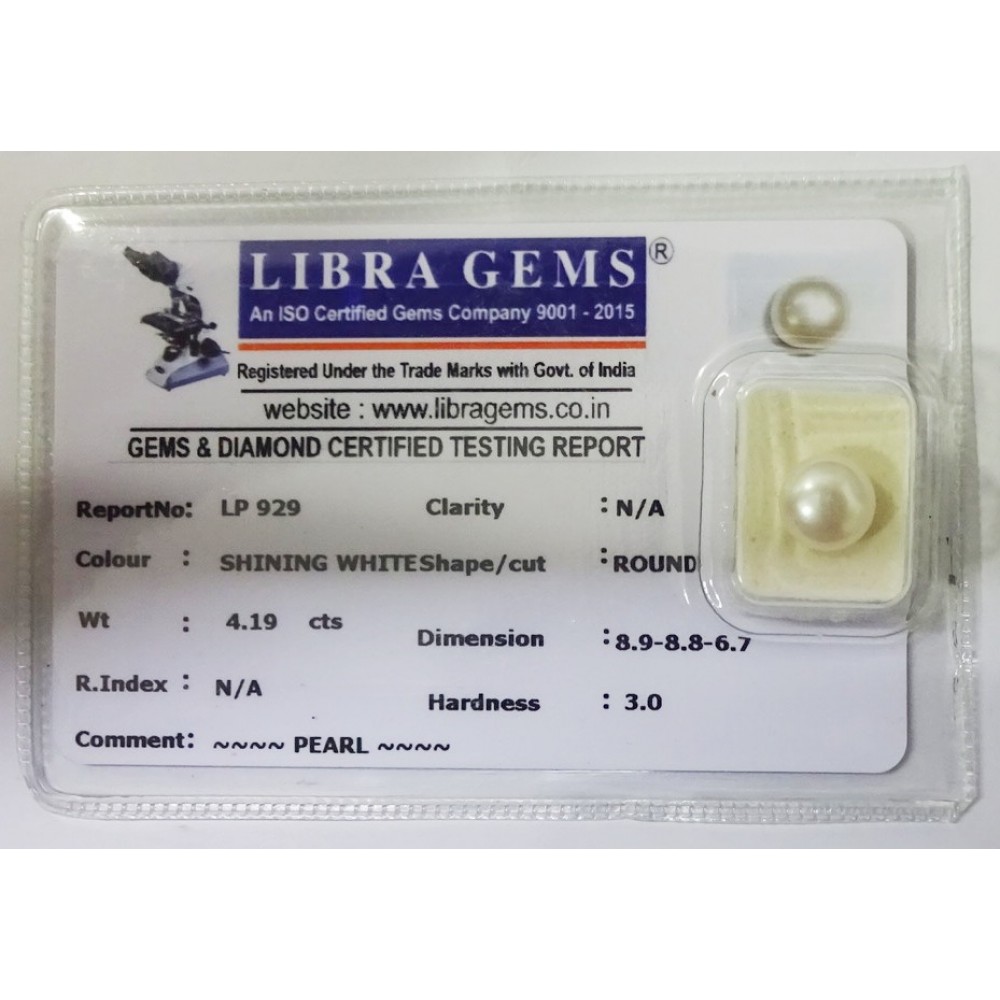 LIBRA GEMS ®
An ISO Certified Gems Company 9001 - 2015
Registered Under the Trade Marks with Govt. of India
website : www.libragems.co.in
GEMS & DIAMOND CERTIFIED TESTING REPORT
ReportNo: LP 929 Clarity : N/A
Colour : SHINING WHITE Shape/cut : ROUND
Wt : 4.19 cts Dimension : 8.9-8.8-6.7
R.Index : N/A Hardness : 3.0
Comment: ~~~~ PEARL ~~~~